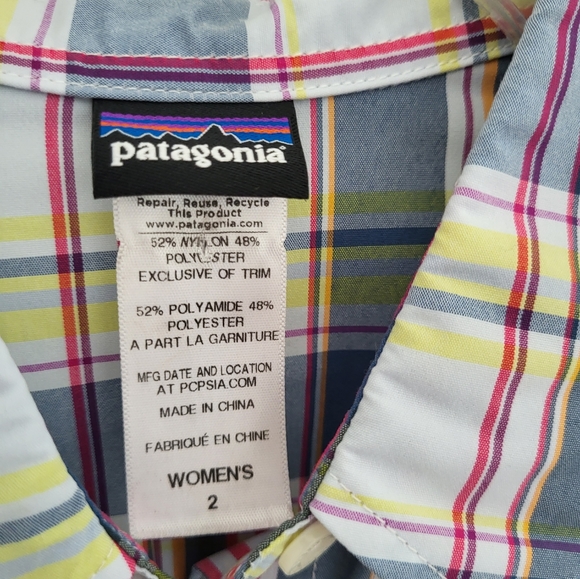 patagonia
Repair, Reuse, Recycle
This Product
www.patagonia.com
52% NYLON 48%
POLYESTER
EXCLUSIVE OF TRIM
52% POLYAMIDE 48%
POLYESTER
A PART LA GARNITURE
MFG DATE AND LOCATION
AT PCPSIA.COM
MADE IN CHINA
FABRIQUÉ EN CHINE
WOMEN'S
2